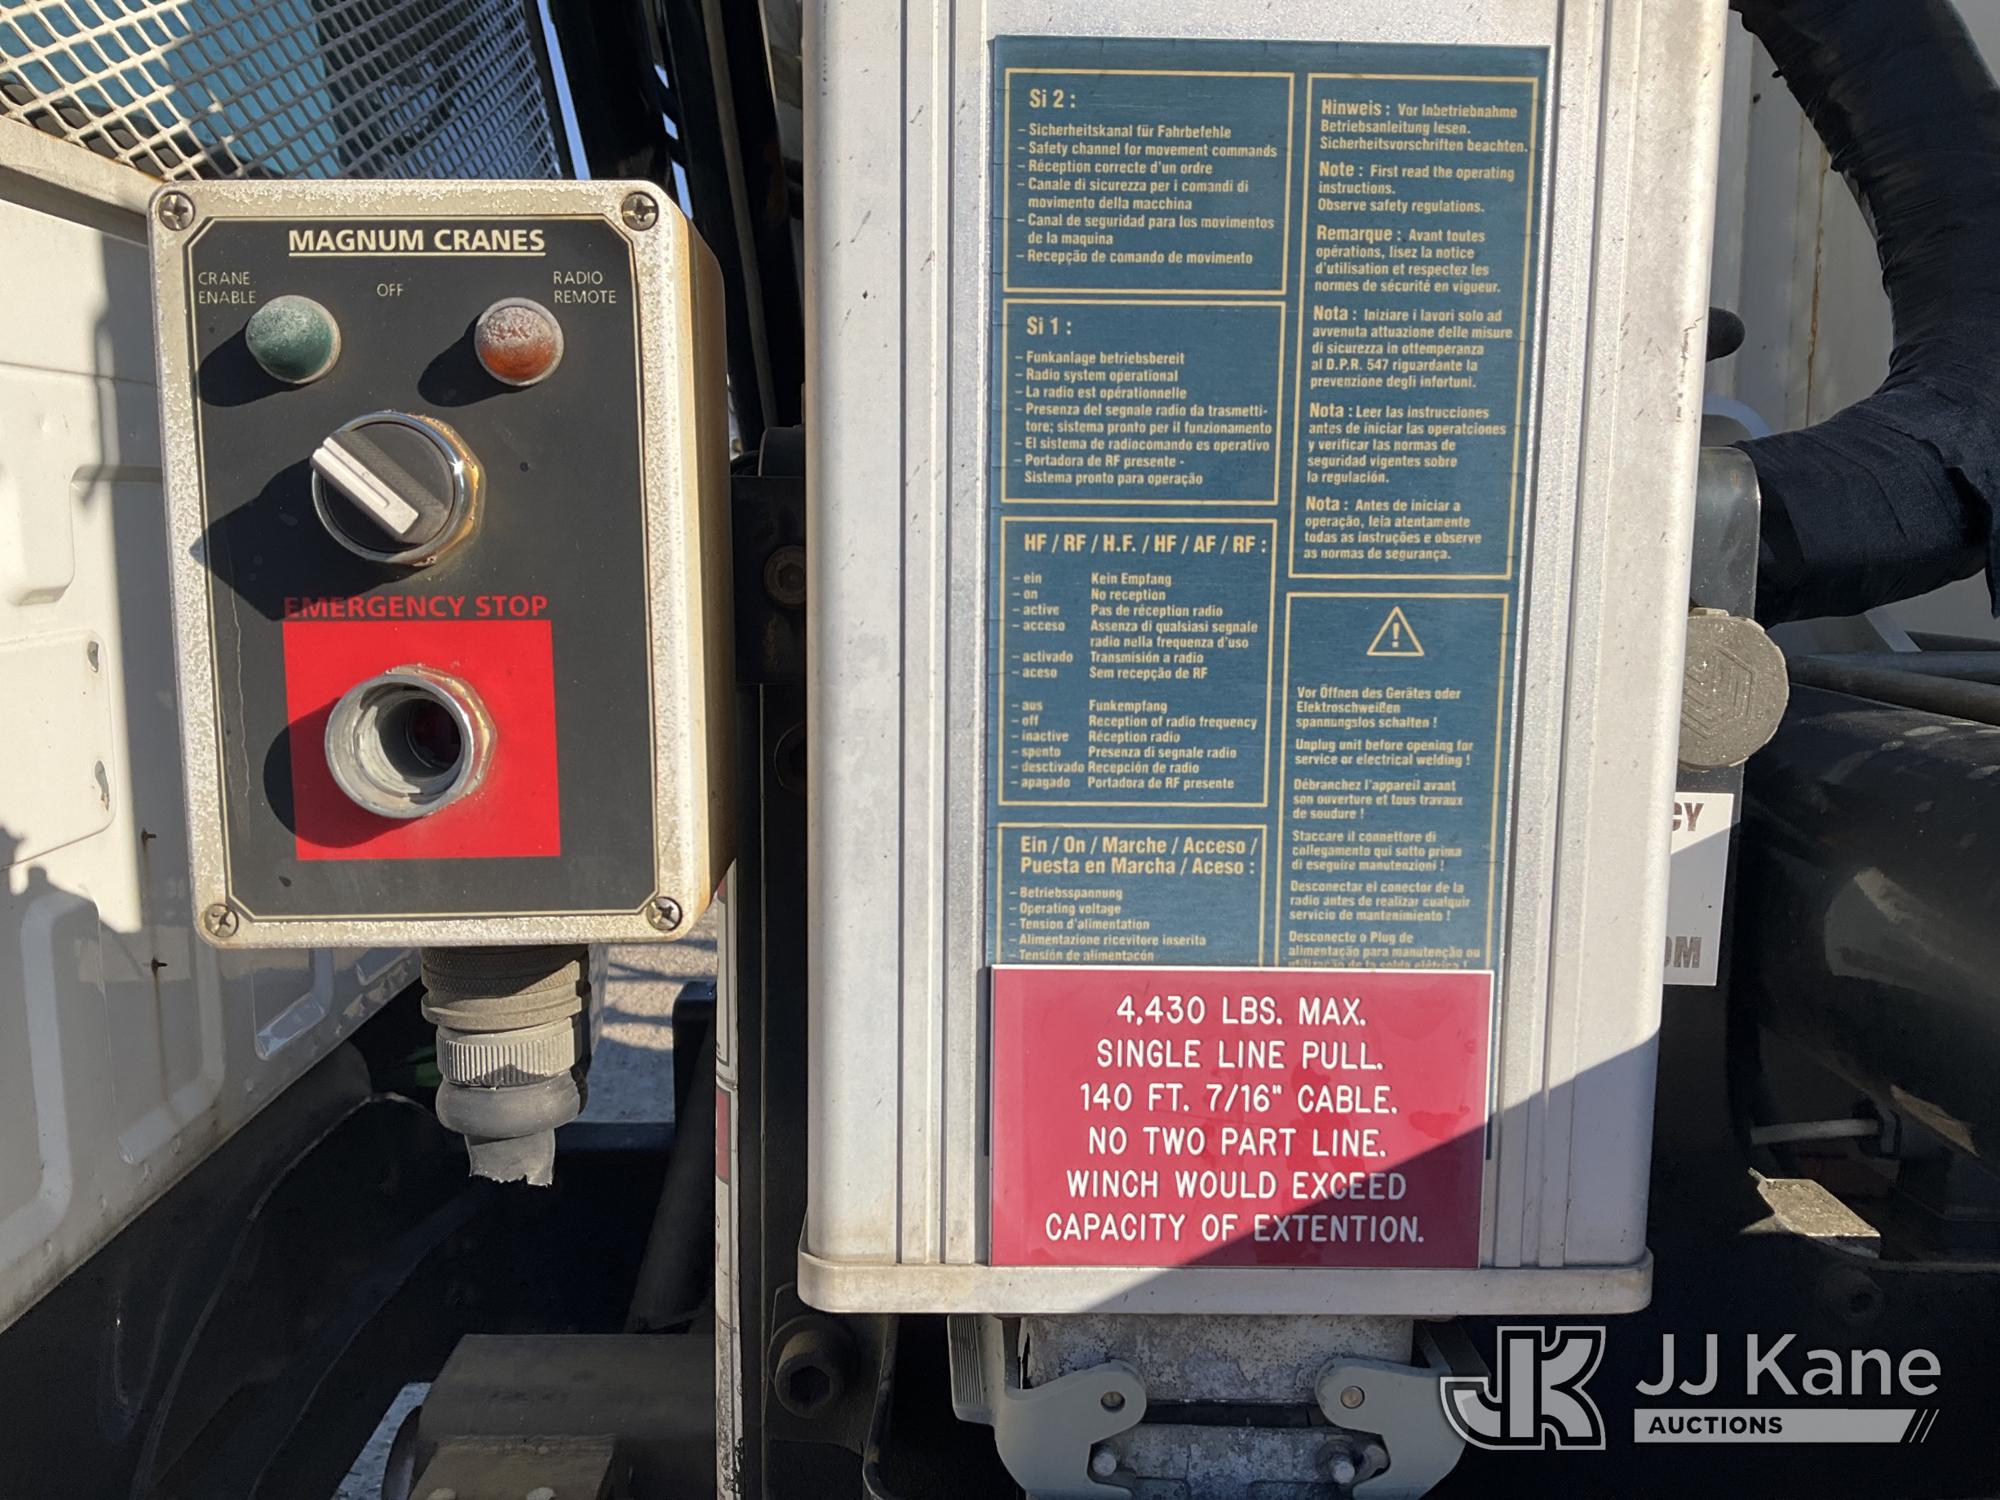 MAGNUM CRANES
CRANE
ENABLE
OFF
RADIO
REMOTE
EMERGENCY STOP
Si 2 :
– Sicherheitskanal für Fahrbefehle
– Safety channel for movement commands
– Réception correcte d'un ordre
– Canale di sicurezza per i comandi di
movimento della macchina
– Canal de seguridad para los movimentos
de la maquina
– Recepção de comando de movimento
Si 1 :
– Funkanlage betriebsbereit
– Radio system operational
– La radio est opérationnelle
– Presenza del segnale radio da trasmetti-
tore; sistema pronto per il funzionamento
– El sistema de radiocomando es operativo
– Portadora de RF presente -
Sistema pronto para operação
HF / RF / H.F. / HF / AF / RF :
– ein Kein Empfang
– on No reception
– active Pas de réception radio
– acceso Assenza di qualsiasi segnale
radio nella frequenza d'uso
– activado Transmisión a radio
– aceso Sem recepção de RF
– aus Funkempfang
– off Reception of radio frequency
– inactive Réception radio
– spento Presenza di segnale radio
– desctivado Recepción de radio
– apagado Portadora de RF presente
Ein / On / Marche / Acceso /
Puesta en Marcha / Aceso :
– Betriebsspannung
– Operating voltage
– Tension d'alimentation
– Alimentazione ricevitore inserita
– Tensión de alimentacón
Hinweis : Vor Inbetriebnahme
Betriebsanleitung lesen.
Sicherheitsvorschriften beachten.
Note : First read the operating
instructions.
Observe safety regulations.
Remarque : Avant toutes
opérations, lisez la notice
d'utilisation et respectez les
normes de sécurité en vigueur.
Nota : Iniziare i lavori solo ad
avvenuta attuazione delle misure
di sicurezza in ottemperanza
al D.P.R. 547 riguardante la
prevenzione degli infortuni.
Nota : Leer las instrucciones
antes de iniciar las operatciones
y verificar las normas de
seguridad vigentes sobre
la regulación.
Nota : Antes de iniciar a
operação, leia atentamente
todas as instruções e observe
as normas de segurança.
!
Vor Öffnen des Gerätes oder
Elektroschweißen
spannungslos schalten !
Unplug unit before opening for
service or electrical welding !
Débranchez l'appareil avant
son ouverture et tous travaux
de soudure !
Staccare il connettore di
collegamento qui sotto prima
di eseguire manutenzioni !
Desconectar el conector de la
radio antes de realizar cualquir
servicio de mantenimiento !
Desconecte o Plug de
alimentação para manutenção ou
utilização de la solda elétrica !
4,430 LBS. MAX.
SINGLE LINE PULL.
140 FT. 7/16" CABLE.
NO TWO PART LINE.
WINCH WOULD EXCEED
CAPACITY OF EXTENTION.
CY
OM
JK
JJ Kane
AUCTIONS